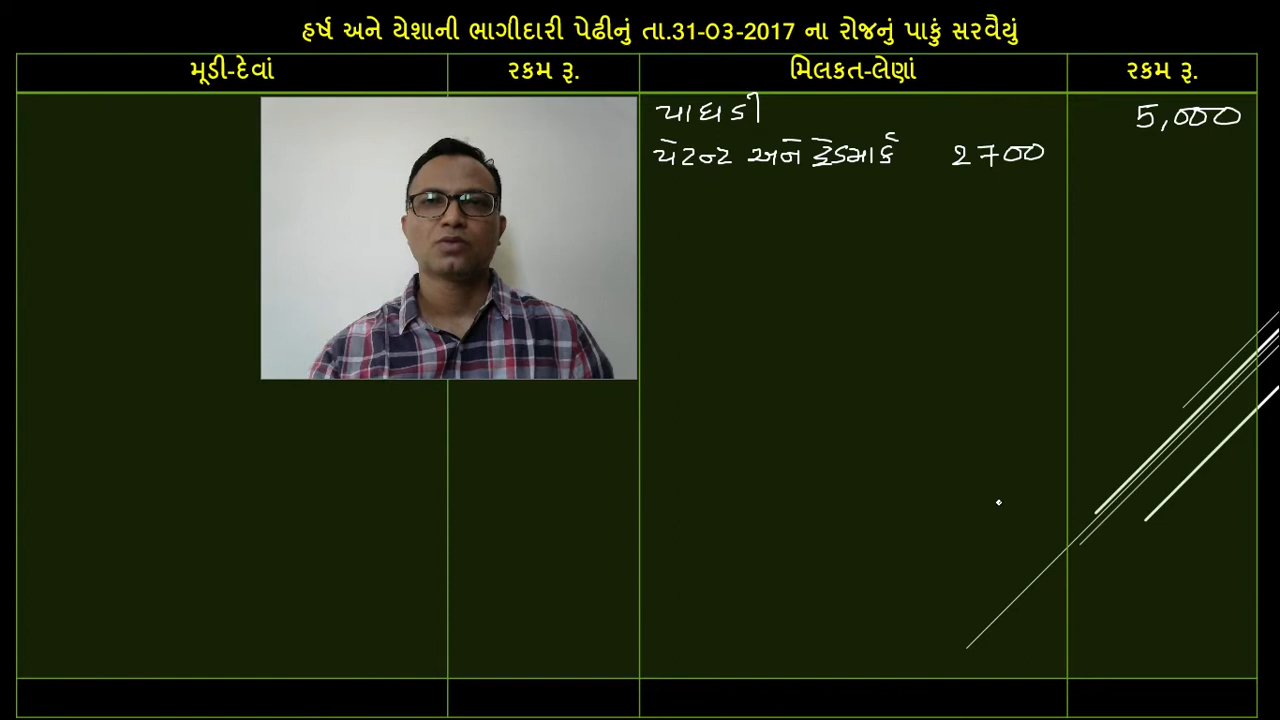 હર્ષ અને યેશાની ભાગીદારી પેઢીનું તા.31-03-2017 ના રોજનું પાકું સરવૈયું
મૂડી-દેવાં રકમ રૂ. મિલકત-લેણાં રકમ રૂ.
પાઘડી 5,000
પેટન્ટ અને ટ્રેડમાર્ક 2700